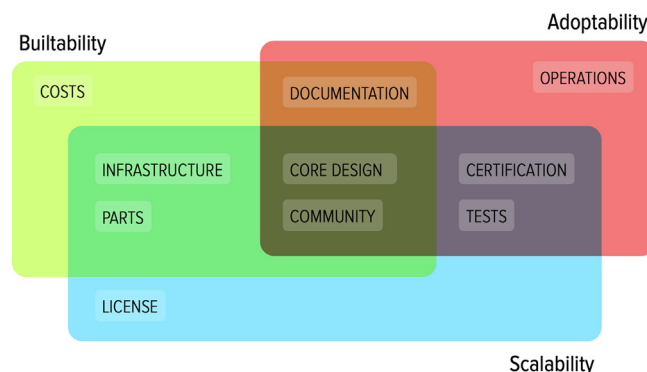 Adoptability
Builtability
OPERATIONS
COSTS
DOCUMENTATION
INFRASTRUCTURE
CORE DESIGN
CERTIFICATION
PARTS
COMMUNITY
TESTS
LICENSE
Scalability